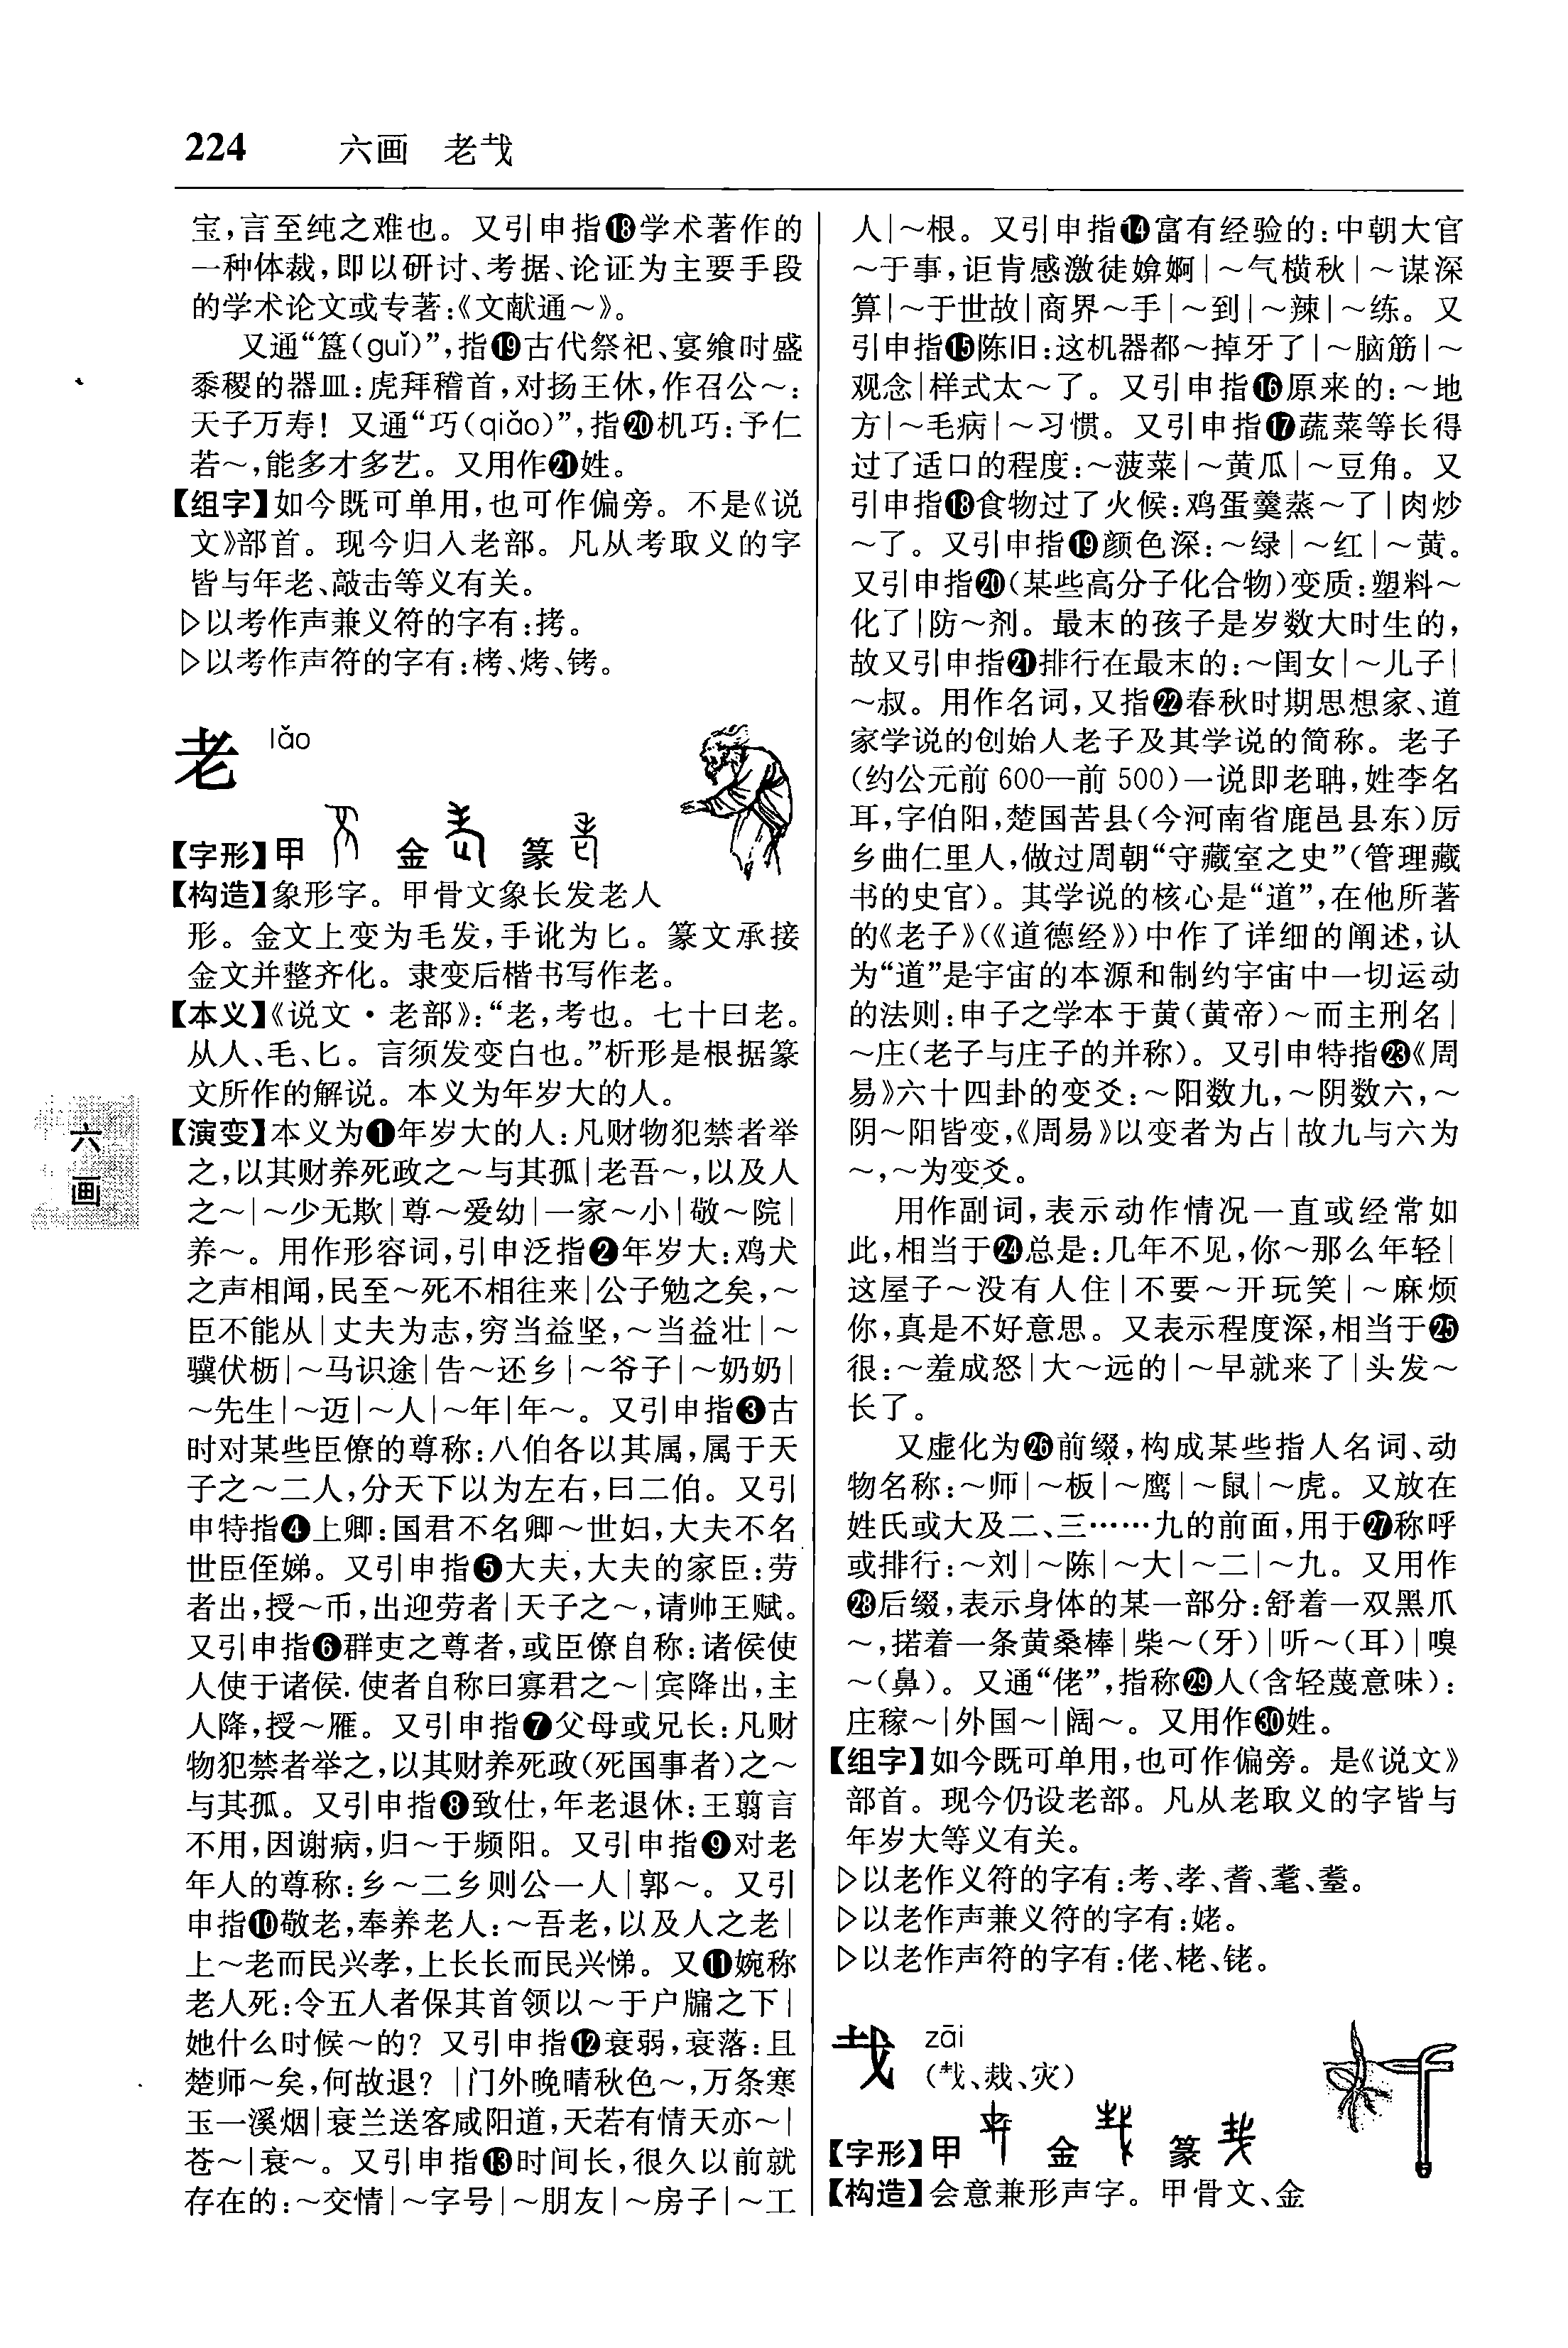 224 六画 老𢦏
宝,言至纯之难也。又引申指⓲学术著作的
一种体裁,即以研讨、考据、论证为主要手段
的学术论文或专著:《文献通～》。
又通“簋(guǐ)”,指⓳古代祭祀、宴飨时盛
黍稷的器皿:虎拜稽首,对扬王休,作召公～:
天子万寿! 又通“巧(qiǎo)”,指⓴机巧:予仁
若～,能多才多艺。又用作㉑姓。
【组字】如今既可单用,也可作偏旁。不是《说
文》部首。现今归入老部。凡从考取义的字
皆与年老、敲击等义有关。
▷以考作声兼义符的字有:拷。
▷以考作声符的字有:栲、烤、铐。
老 lǎo
【字形】甲 金 篆
【构造】象形字。甲骨文象长发老人
形。金文上变为毛发,手讹为匕。篆文承接
金文并整齐化。隶变后楷书写作老。
【本义】《说文·老部》:“老,考也。七十曰老。
从人、毛、匕。言须发变白也。”析形是根据篆
文所作的解说。本义为年岁大的人。
【演变】本义为❶年岁大的人:凡财物犯禁者举
之,以其财养死政之～与其孤|老吾～,以及人
之～|～少无欺|尊～爱幼|一家～小|敬～院|
养～。用作形容词,引申泛指❷年岁大:鸡犬
之声相闻,民至～死不相往来|公子勉之矣,～
臣不能从|丈夫为志,穷当益坚,～当益壮|～
骥伏枥|～马识途|告～还乡|～爷子|～奶奶|
～先生|～迈|～人|～年|年～。又引申指❸古
时对某些臣僚的尊称:八伯各以其属,属于天
子之～二人,分天下以为左右,曰二伯。又引
申特指❹上卿:国君不名卿～世妇,大夫不名
世臣侄娣。又引申指❺大夫,大夫的家臣:劳
者出,授～币,出迎劳者|天子之～,请帅王赋。
又引申指❻群吏之尊者,或臣僚自称:诸侯使
人使于诸侯.使者自称曰寡君之～|宾降出,主
人降,授～雁。又引申指❼父母或兄长:凡财
物犯禁者举之,以其财养死政(死国事者)之～
与其孤。又引申指❽致仕,年老退休:王翦言
不用,因谢病,归～于频阳。又引申指❾对老
年人的尊称:乡～二乡则公一人|郭～。又引
申指❿敬老,奉养老人:～吾老,以及人之老|
上～老而民兴孝,上长长而民兴悌。又⓫婉称
老人死:令五人者保其首领以～于户牖之下|
她什么时候～的? 又引申指⓬衰弱,衰落:且
楚师～矣,何故退? |门外晚晴秋色～,万条寒
玉一溪烟|衰兰送客咸阳道,天若有情天亦～|
苍～|衰～。又引申指⓭时间长,很久以前就
存在的:～交情|～字号|～朋友|～房子|～工
人|～根。又引申指⓮富有经验的:中朝大官
～于事,讵肯感激徒媕婀|～气横秋|～谋深
算|～于世故|商界～手|～到|～辣|～练。又
引申指⓯陈旧:这机器都～掉牙了|～脑筋|～
观念|样式太～了。又引申指⓰原来的:～地
方|～毛病|～习惯。又引申指⓱蔬菜等长得
过了适口的程度:～菠菜|～黄瓜|～豆角。又
引申指⓲食物过了火候:鸡蛋羹蒸～了|肉炒
～了。又引申指⓳颜色深:～绿|～红|～黄。
又引申指⓴(某些高分子化合物)变质:塑料～
化了|防～剂。最末的孩子是岁数大时生的,
故又引申指㉑排行在最末的:～闺女|～儿子|
～叔。用作名词,又指㉒春秋时期思想家、道
家学说的创始人老子及其学说的简称。老子
(约公元前600—前500)一说即老聃,姓李名
耳,字伯阳,楚国苦县(今河南省鹿邑县东)厉
乡曲仁里人,做过周朝“守藏室之史”(管理藏
书的史官)。其学说的核心是“道”,在他所著
的《老子》(《道德经》)中作了详细的阐述,认
为“道”是宇宙的本源和制约宇宙中一切运动
的法则:申子之学本于黄(黄帝)～而主刑名|
～庄(老子与庄子的并称)。又引申特指㉓《周
易》六十四卦的变爻:～阳数九,～阴数六,～
阴～阳皆变,《周易》以变者为占|故九与六为
～,～为变爻。
用作副词,表示动作情况一直或经常如
此,相当于㉔总是:几年不见,你～那么年轻|
这屋子～没有人住|不要～开玩笑|～麻烦
你,真是不好意思。又表示程度深,相当于㉕
很:～羞成怒|大～远的|～早就来了|头发～
长了。
又虚化为㉖前缀,构成某些指人名词、动
物名称:～师|～板|～鹰|～鼠|～虎。又放在
姓氏或大及二、三……九的前面,用于㉗称呼
或排行:～刘|～陈|～大|～二|～九。又用作
㉘后缀,表示身体的某一部分:舒着一双黑爪
～,掿着一条黄桑棒|柴～(牙)|听～(耳)|嗅
～(鼻)。又通“佬”,指称㉙人(含轻蔑意味):
庄稼～|外国～|阔～。又用作㉚姓。
【组字】如今既可单用,也可作偏旁。是《说文》
部首。现今仍设老部。凡从老取义的字皆与
年岁大等义有关。
▷以老作义符的字有:考、孝、耆、耄、耋。
▷以老作声兼义符的字有:姥。
▷以老作声符的字有:佬、栳、铑。
𢦏 zāi
(𢦏、烖、灾)
【字形】甲 金 篆
【构造】会意兼形声字。甲骨文、金
六画